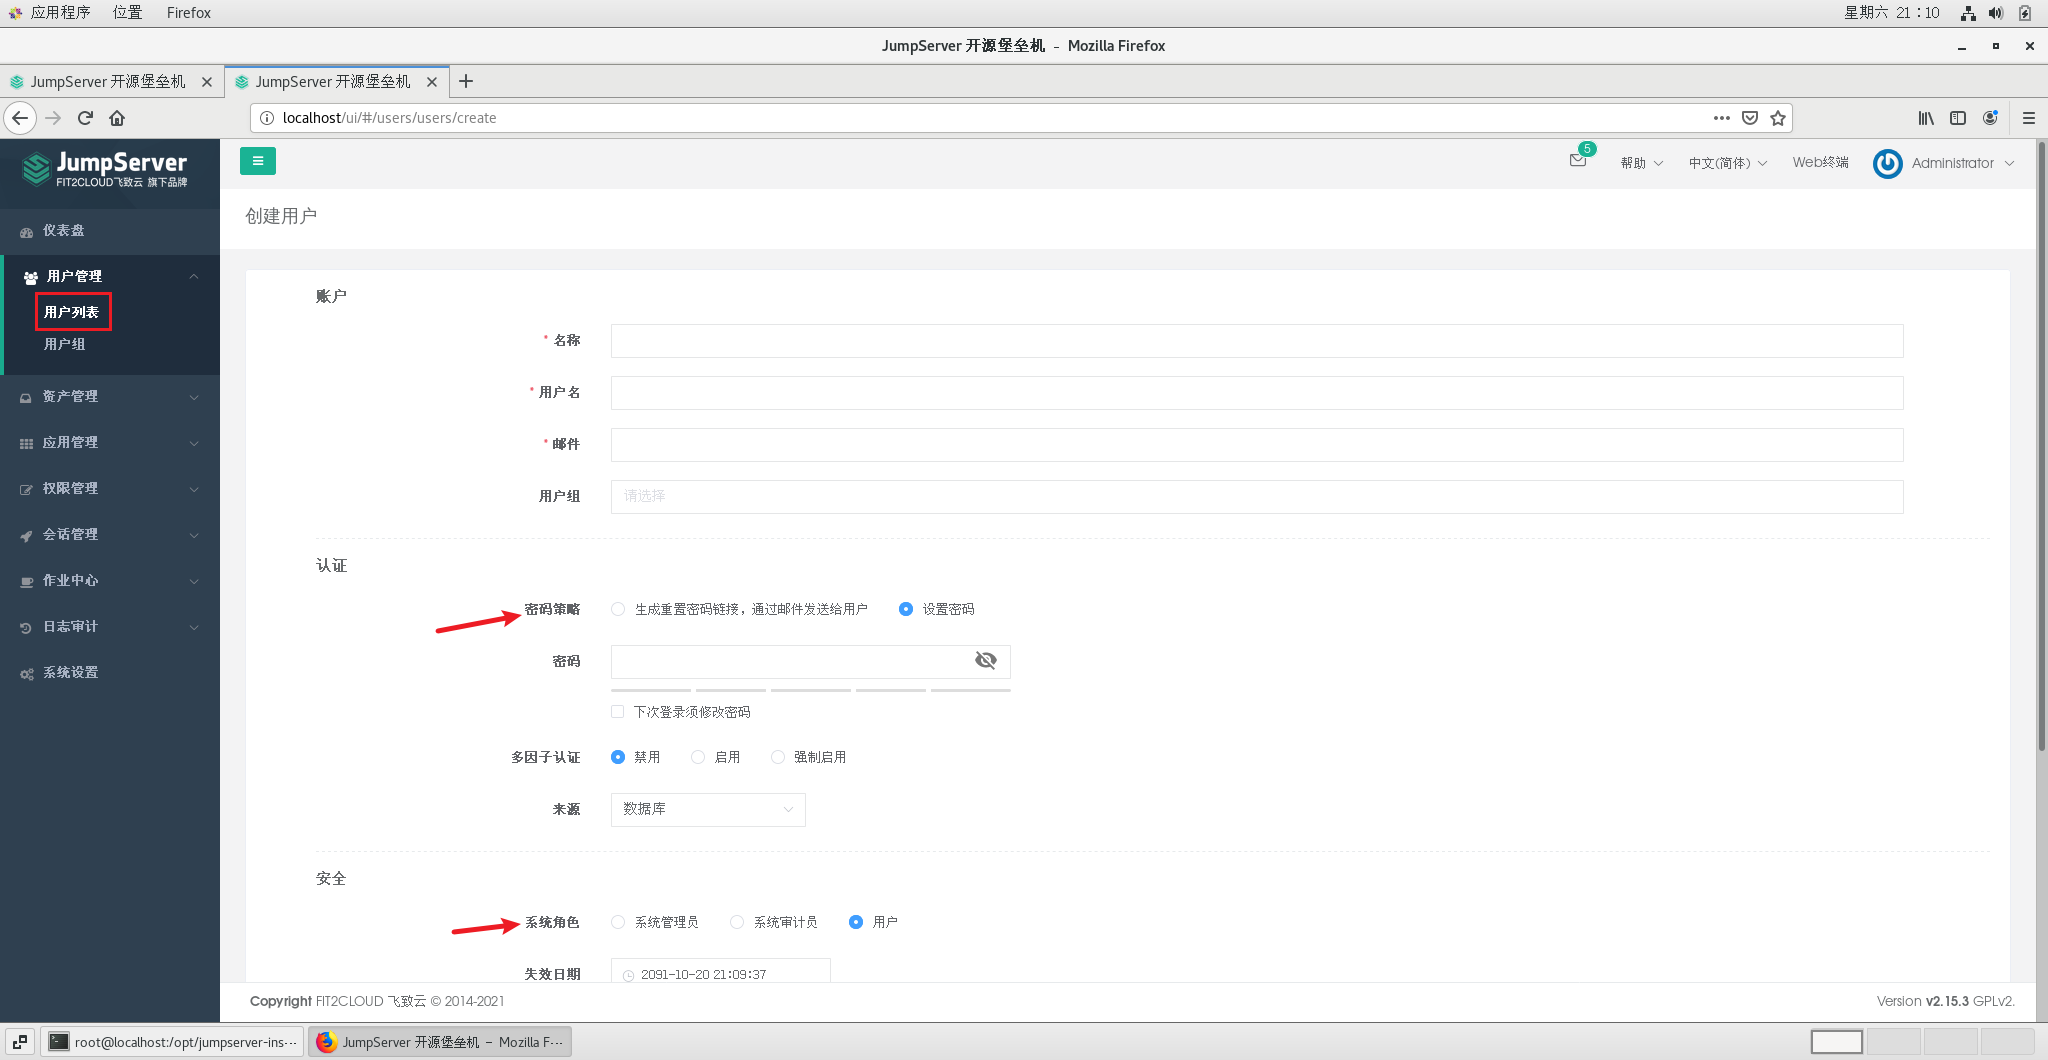 应用程序 位置 Firefox 星期六 21：10
JumpServer 开源堡垒机 - Mozilla Firefox
JumpServer 开源堡垒机 JumpServer 开源堡垒机
localhost/ui/#/users/users/create
JumpServer
FIT2CLOUD飞致云 旗下品牌
5
帮助 中文(简体) Web终端 Administrator
创建用户
仪表盘
用户管理
用户列表
用户组
资产管理
应用管理
权限管理
会话管理
作业中心
日志审计
系统设置
账户
* 名称
* 用户名
* 邮件
用户组 请选择
认证
密码策略 生成重置密码链接，通过邮件发送给用户 设置密码
密码
下次登录须修改密码
多因子认证 禁用 启用 强制启用
来源 数据库
安全
系统角色 系统管理员 系统审计员 用户
失效日期 2091-10-20 21:09:37
Copyright FIT2CLOUD 飞致云 © 2014-2021 Version v2.15.3 GPLv2.
root@localhost:/opt/jumpserver-ins··· JumpServer 开源堡垒机 - Mozilla F···